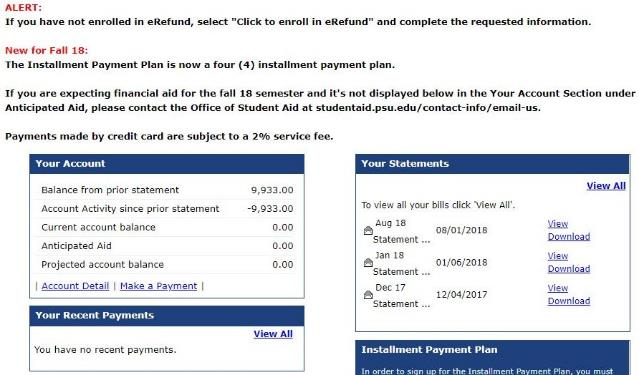 ALERT:
If you have not enrolled in eRefund, select "Click to enroll in eRefund" and complete the requested information.
New for Fall 18:
The Installment Payment Plan is now a four (4) installment payment plan.
If you are expecting financial aid for the fall 18 semester and it's not displayed below in the Your Account Section under
Anticipated Aid, please contact the Office of Student Aid at studentaid.psu.edu/contact-info/email-us.
Payments made by credit card are subject to a 2% service fee.
Your Account
Balance from prior statement 9,933.00
Account Activity since prior statement -9,933.00
Current account balance 0.00
Anticipated Aid 0.00
Projected account balance 0.00
| Account Detail | Make a Payment |
Your Recent Payments
View All
You have no recent payments.
Your Statements
View All
To view all your bills click 'View All'.
Aug 18
Statement ... 08/01/2018 View
Download
Jan 18
Statement ... 01/06/2018 View
Download
Dec 17
Statement ... 12/04/2017 View
Download
Installment Payment Plan
In order to sign up for the Installment Payment Plan, you must